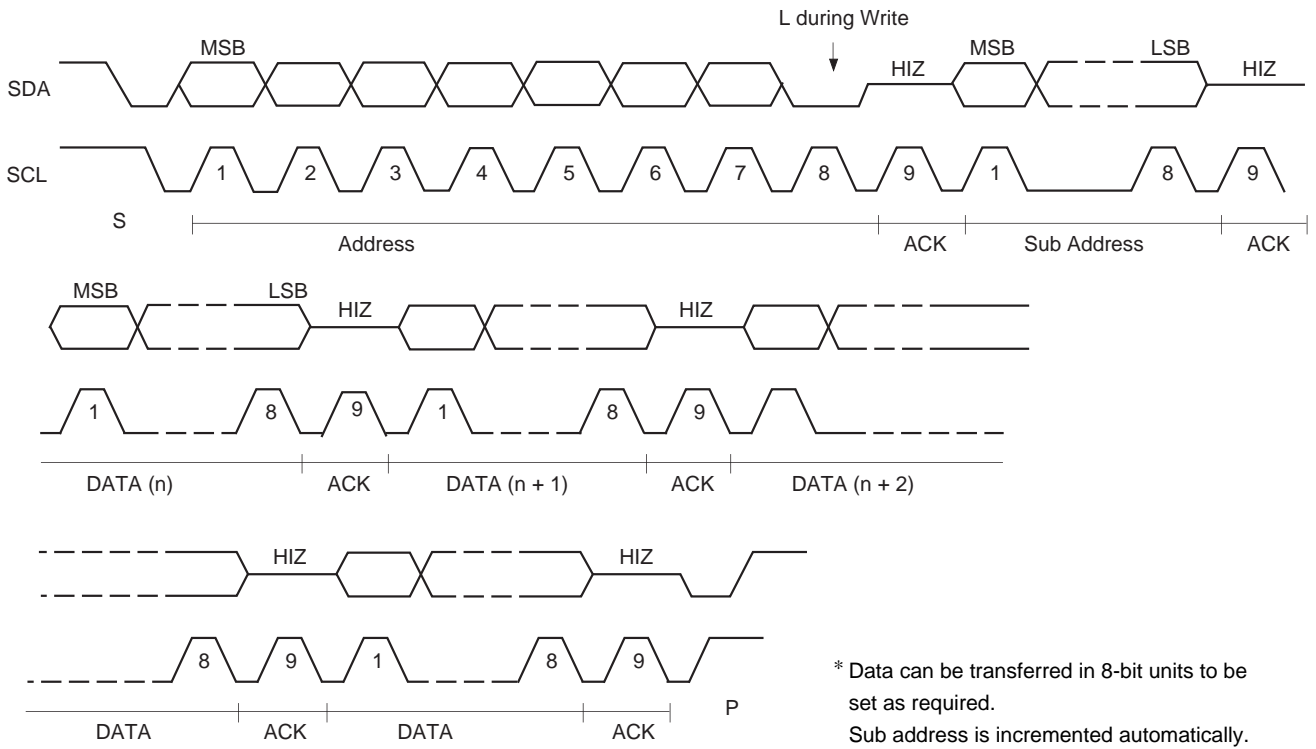 L during Write
MSB MSB LSB
SDA HIZ HIZ
SCL 1 2 3 4 5 6 7 8 9 1 8 9
S
Address ACK Sub Address ACK
MSB LSB HIZ HIZ
1 8 9 1 8 9
DATA (n) ACK DATA (n + 1) ACK DATA (n + 2)
HIZ HIZ
8 9 1 8 9
P
DATA ACK DATA ACK
* Data can be transferred in 8-bit units to be
set as required.
Sub address is incremented automatically.